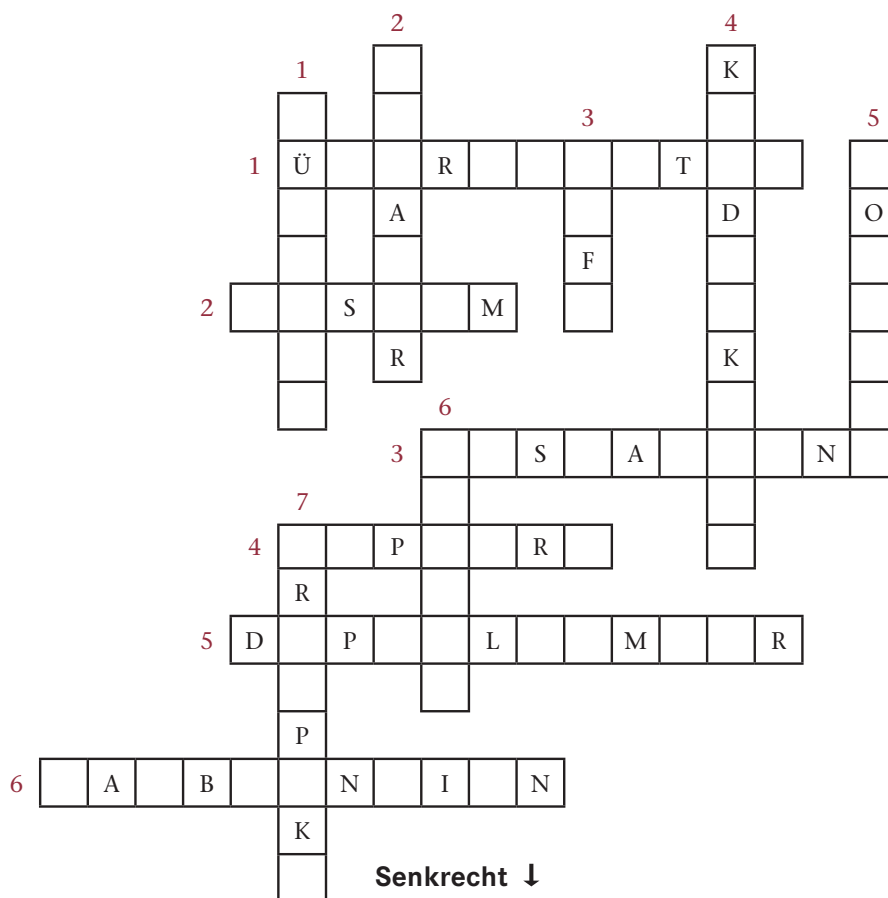 2 4
1 K
3 5
1 Ü R T
A D O
F
2 S M
R K
6
3 S A N
7
4 P R
R
5 D P L M R
P
6 A B N I N
K
Senkrecht ↓